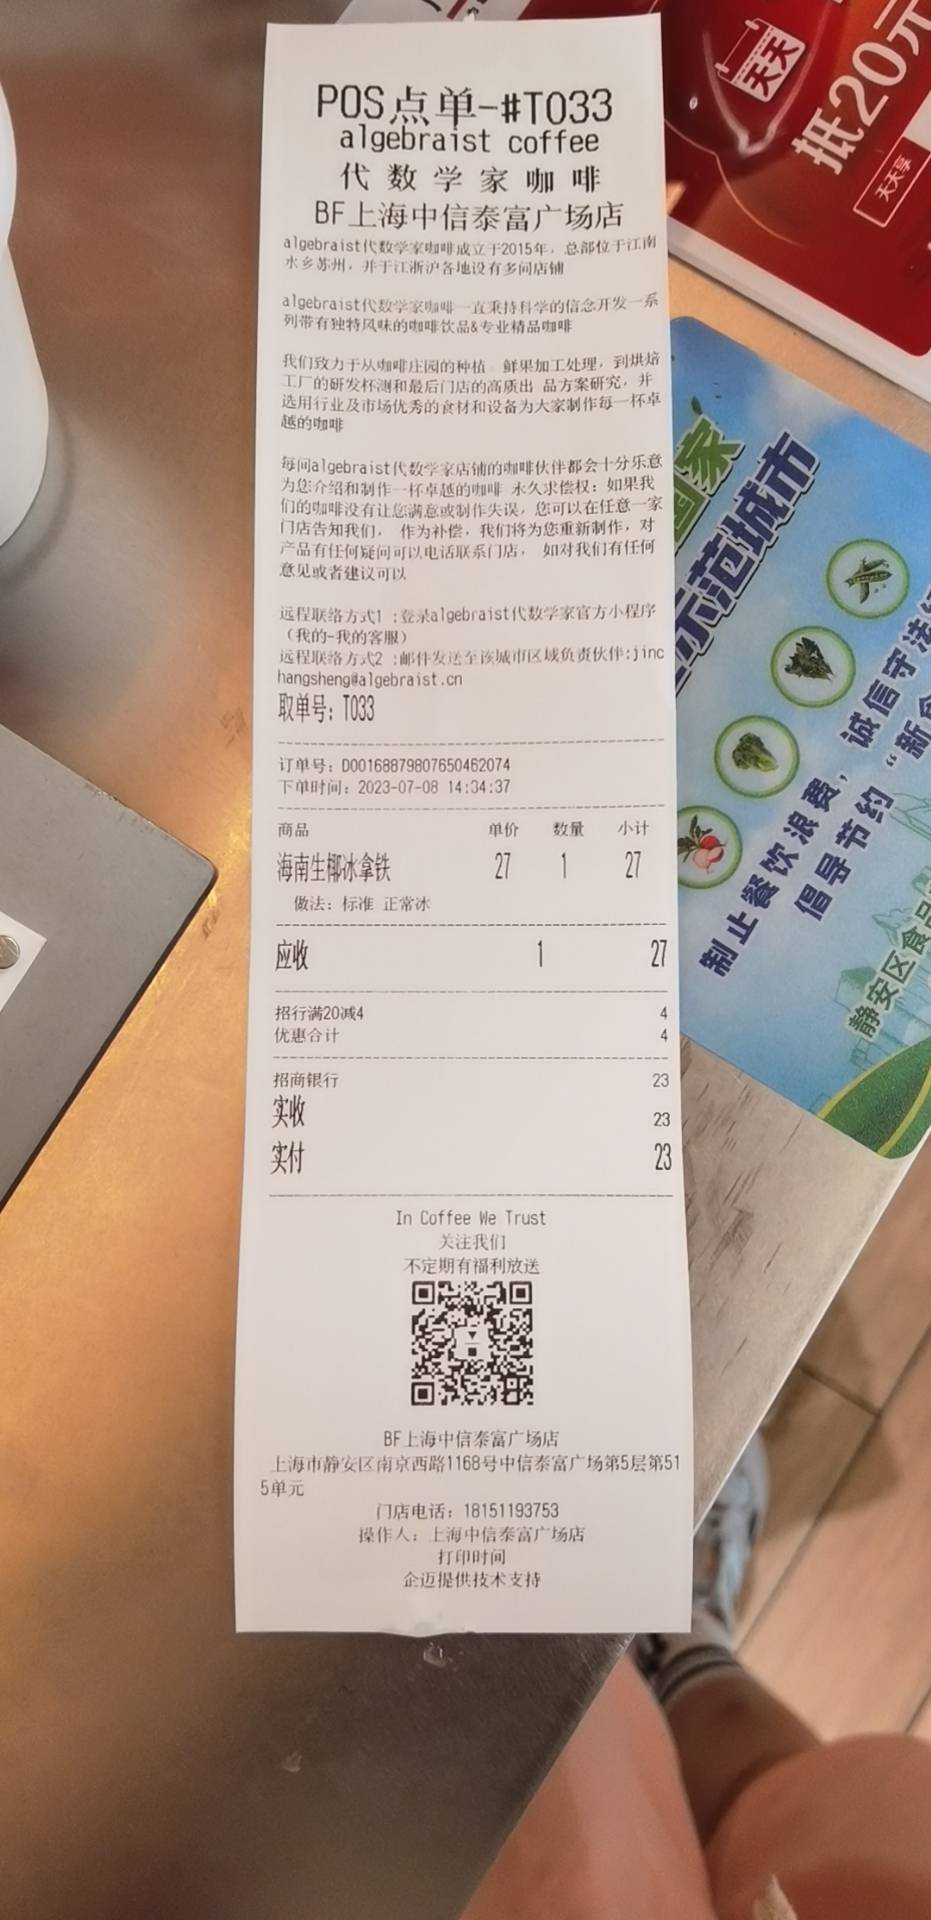 POS点单-#T033
algebraist coffee
代数学家咖啡
BF上海中信泰富广场店
algebraist代数学家咖啡成立于2015年，总部位于江南
水乡苏州，并于江浙沪各地设有多间店铺
algebraist代数学家咖啡一直秉持科学的信念开发一系
列带有独特风味的咖啡饮品&专业精品咖啡
我们致力于从咖啡庄园的种植 鲜果加工处理，到烘焙
工厂的研发杯测和最后门店的高质出 品方案研究，并
选用行业及市场优秀的食材和设备为大家制作每一杯卓
越的咖啡
每间algebraist代数学家店铺的咖啡伙伴都会十分乐意
为您介绍和制作一杯卓越的咖啡 永久求偿权：如果我
们的咖啡没有让您满意或制作失误，您可以在任意一家
门店告知我们， 作为补偿，我们将为您重新制作，对
产品有任何疑问可以电话联系门店， 如对我们有任何
意见或者建议可以
远程联络方式1 :登录algebraist代数学家官方小程序
（我的-我的客服）
远程联络方式2 :邮件发送至该城市区域负责伙伴:jinc
hangsheng@algebraist.cn
取单号：T033
订单号：D00168879807650462074
下单时间：2023-07-08 14:34:37
商品 单价 数量 小计
海南生椰冰拿铁 27 1 27
做法：标准 正常冰
应收 1 27
招行满20减4 4
优惠合计 4
招商银行 23
实收 23
实付 23
In Coffee We Trust
关注我们
不定期有福利放送
BF上海中信泰富广场店
上海市静安区南京西路1168号中信泰富广场第5层第51
5单元
门店电话：18151193753
操作人：上海中信泰富广场店
打印时间
企迈提供技术支持
天天
抵20元
天天享
国家
示范城市
制止餐饮浪费，诚信守法
倡导节约“新食
静安区食品